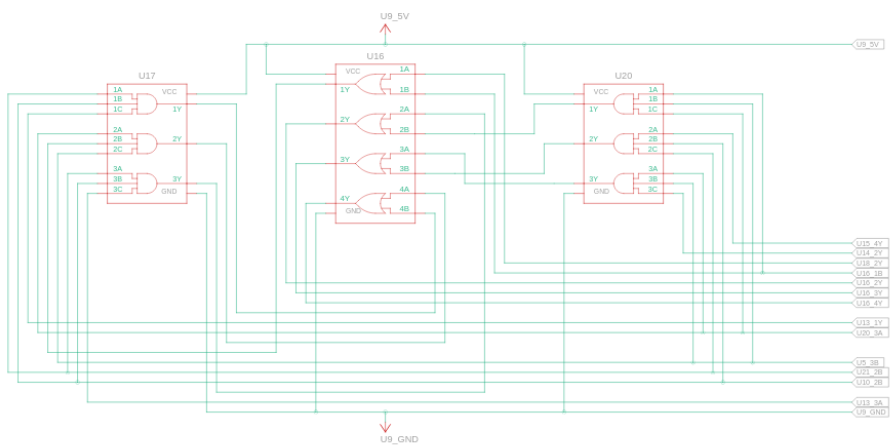 U9_5V
U9_5V
U17
U16
U20
1A
1B
1C
2A
2B
2C
3A
3B
3C
VCC
1Y
2Y
3Y
GND
VCC
1Y
2Y
3Y
4Y
GND
1A
1B
2A
2B
3A
3B
4A
4B
VCC
1Y
2Y
3Y
GND
1A
1B
1C
2A
2B
2C
3A
3B
3C
U15_4Y
U14_2Y
U18_2Y
U16_1B
U16_2Y
U16_3Y
U16_4Y
U13_1Y
U20_3A
U5_3B
U21_2B
U10_2B
U13_3A
U9_GND
U9_GND